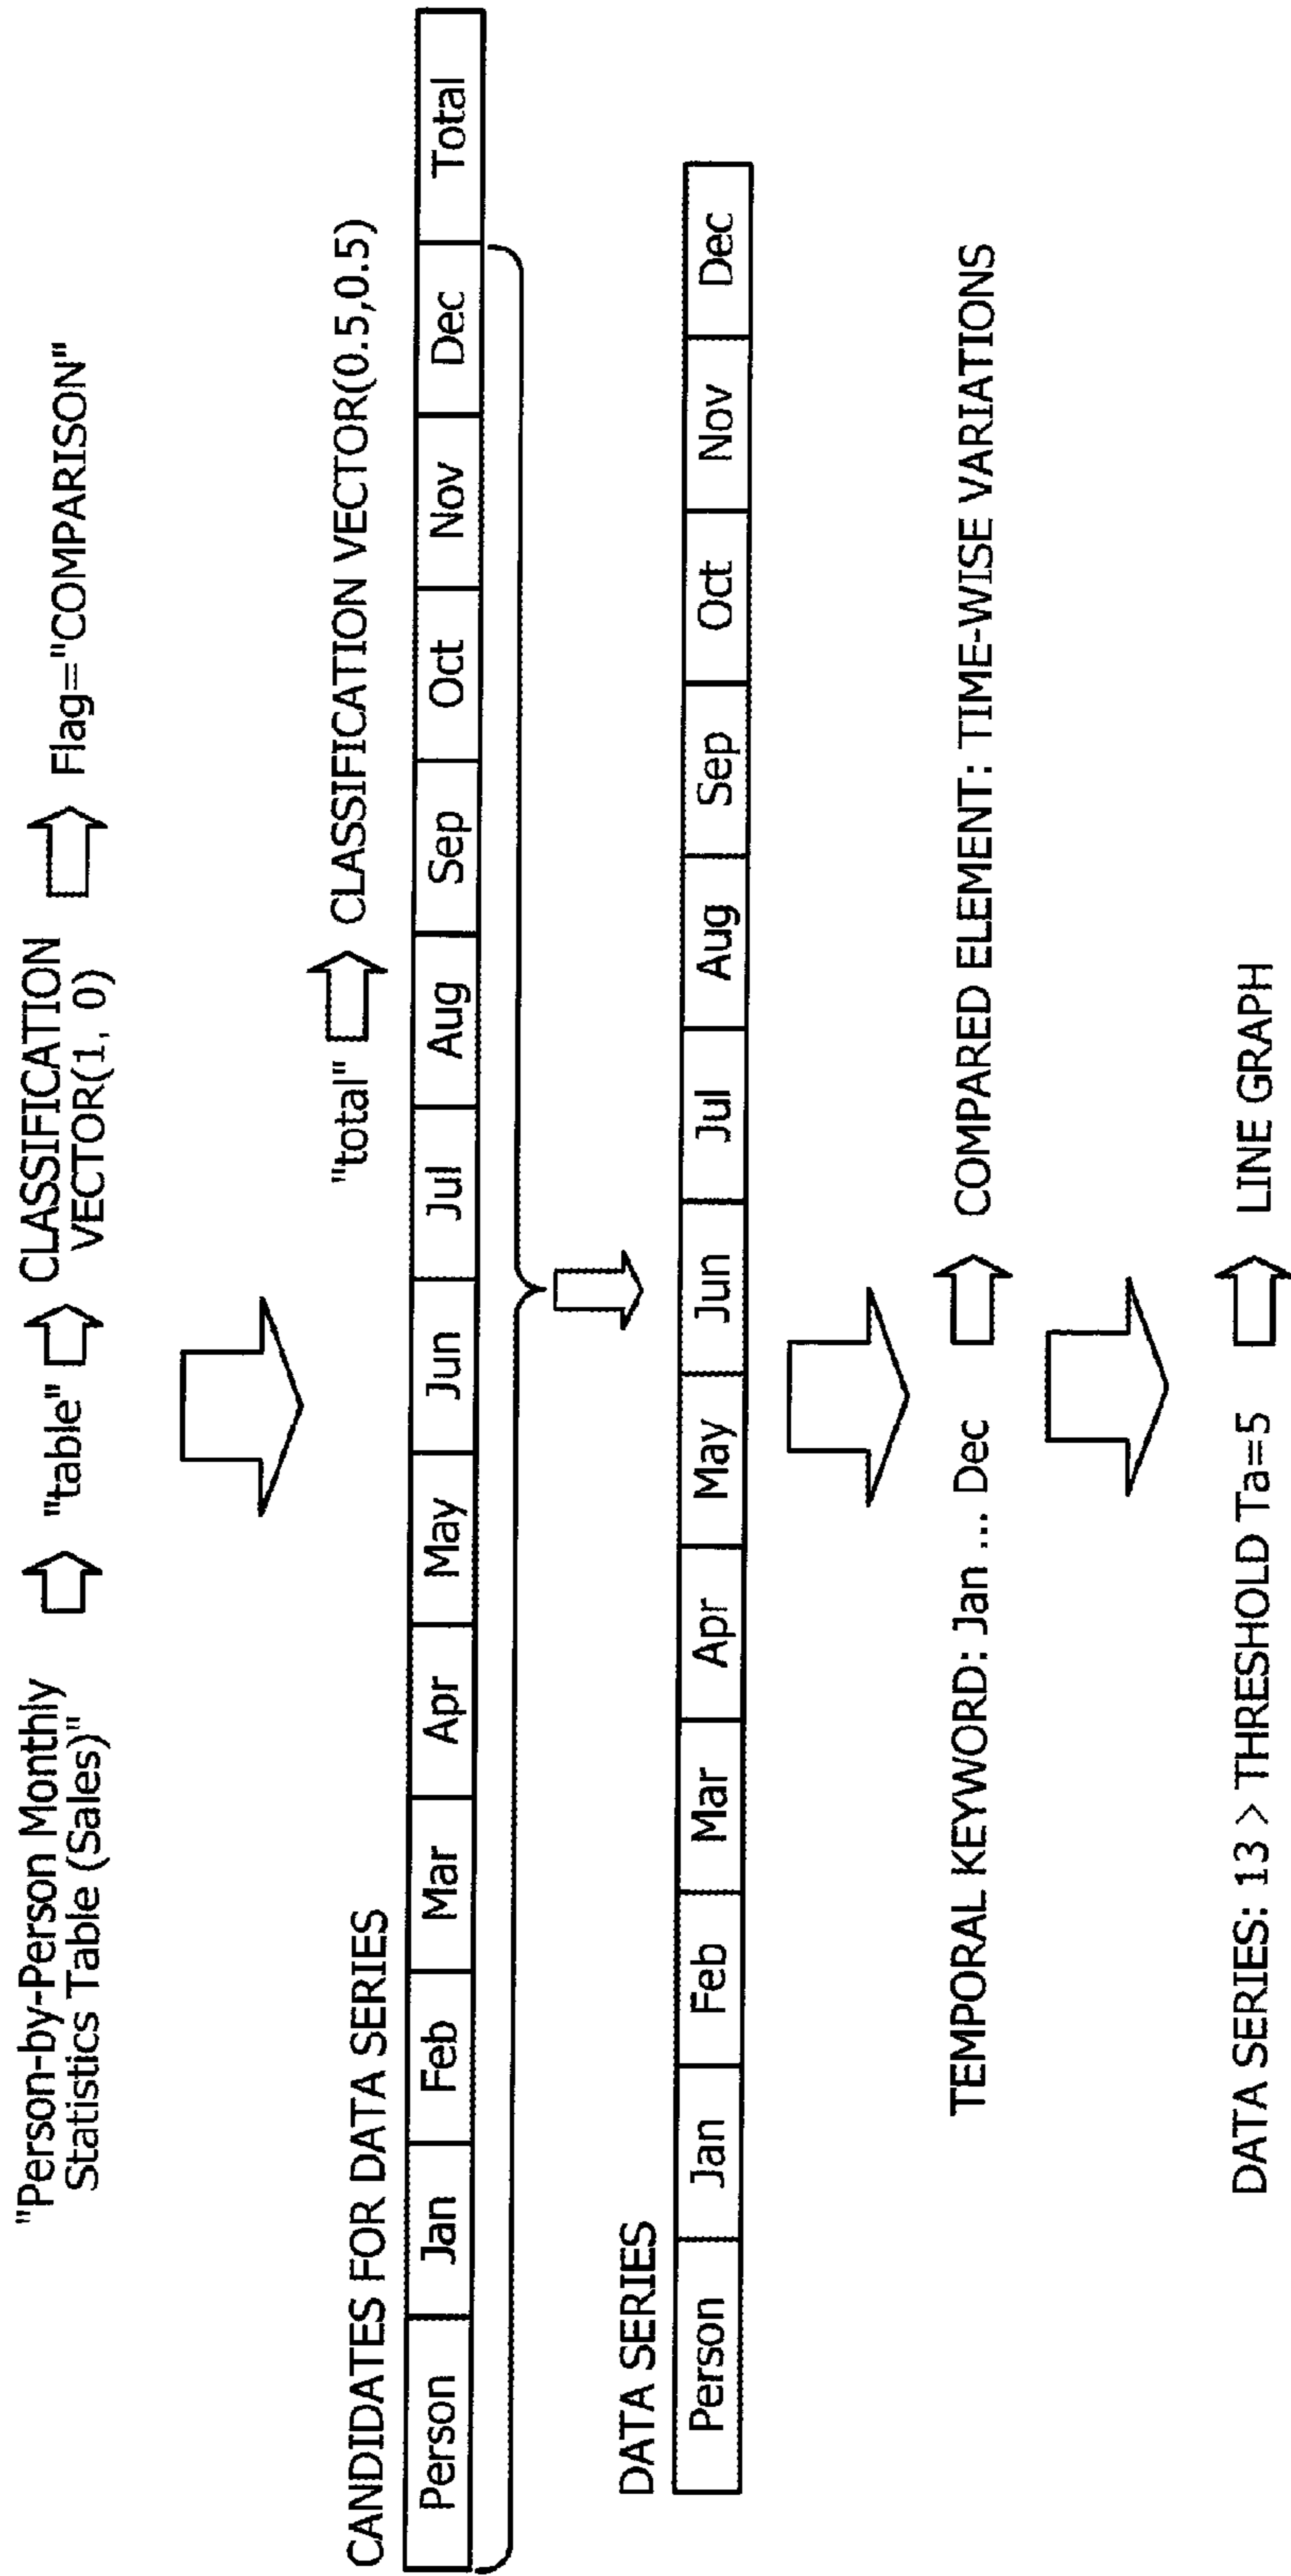 "Person-by-Person Monthly
Statistics Table (Sales)"
"table"
CLASSIFICATION
VECTOR(1, 0)
Flag="COMPARISON"
"total"
CLASSIFICATION VECTOR(0.5,0.5)
CANDIDATES FOR DATA SERIES
Person Jan Feb Mar Apr May Jun Jul Aug Sep Oct Nov Dec Total
DATA SERIES
Person Jan Feb Mar Apr May Jun Jul Aug Sep Oct Nov Dec
TEMPORAL KEYWORD: Jan ... Dec
COMPARED ELEMENT: TIME-WISE VARIATIONS
DATA SERIES: 13 > THRESHOLD Ta=5
LINE GRAPH